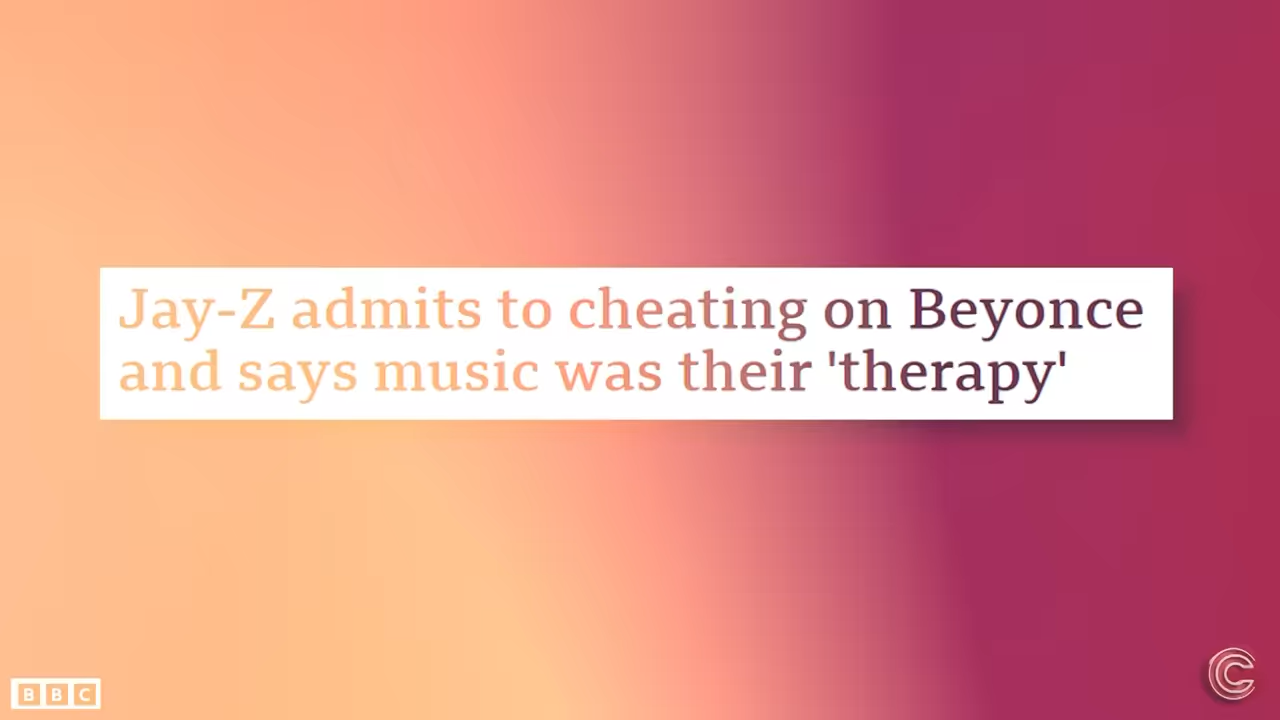 Jay-Z admits to cheating on Beyonce
and says music was their 'therapy'
BBC
C